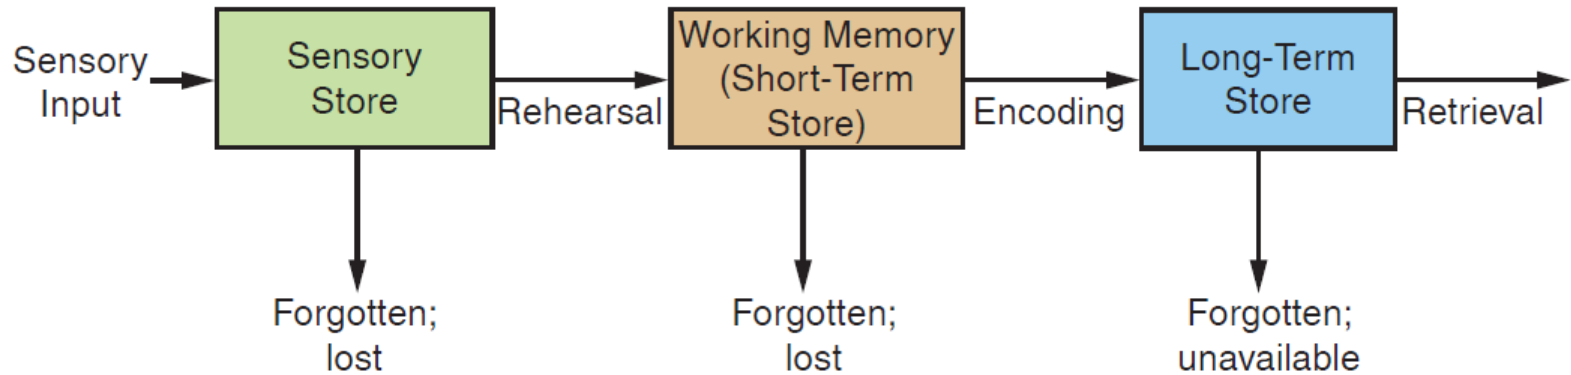 Sensory
Input
Sensory
Store
Rehearsal
Working Memory
(Short-Term
Store)
Encoding
Long-Term
Store
Retrieval
Forgotten;
lost
Forgotten;
lost
Forgotten;
unavailable